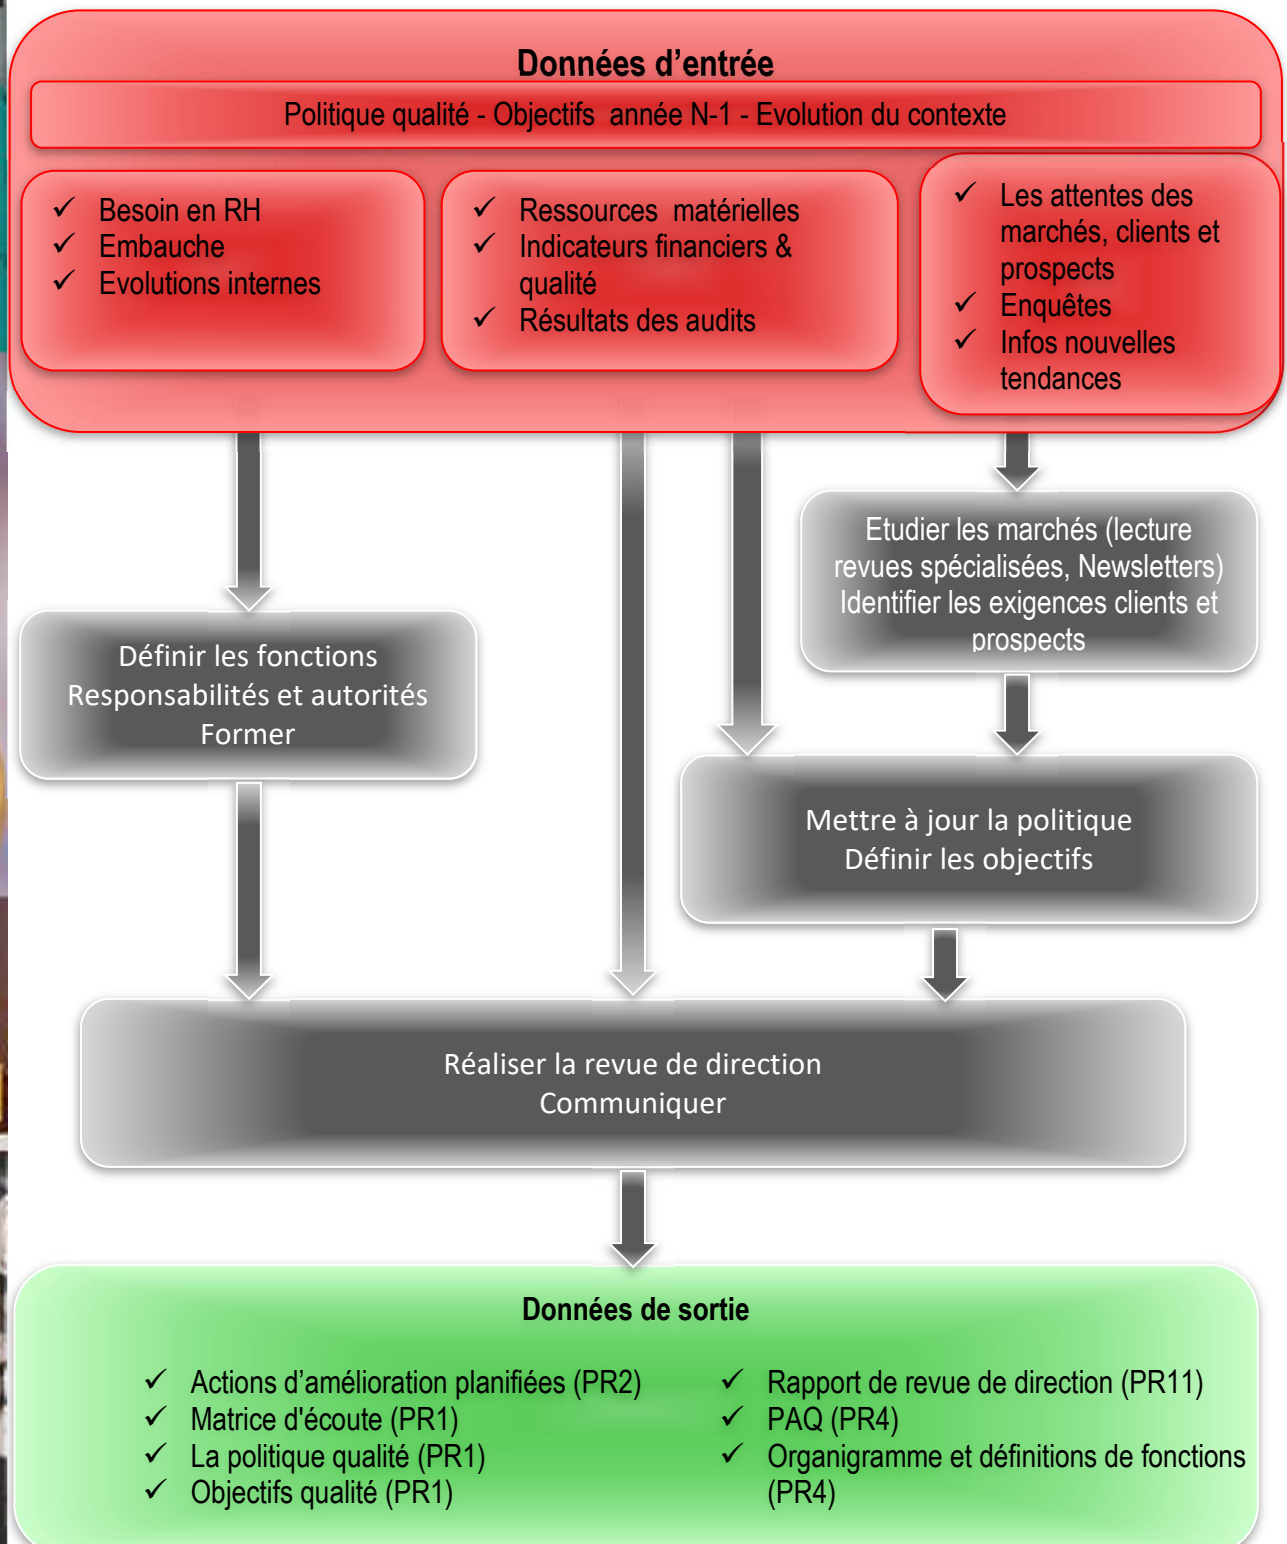 Données d’entrée
Politique qualité - Objectifs année N-1 - Evolution du contexte
✓ Besoin en RH
✓ Embauche
✓ Evolutions internes
✓ Ressources matérielles
✓ Indicateurs financiers &
qualité
✓ Résultats des audits
✓ Les attentes des
marchés, clients et
prospects
✓ Enquêtes
✓ Infos nouvelles
tendances
Etudier les marchés (lecture
revues spécialisées, Newsletters)
Identifier les exigences clients et
prospects
Définir les fonctions
Responsabilités et autorités
Former
Mettre à jour la politique
Définir les objectifs
Réaliser la revue de direction
Communiquer
Données de sortie
✓ Actions d’amélioration planifiées (PR2)
✓ Matrice d'écoute (PR1)
✓ La politique qualité (PR1)
✓ Objectifs qualité (PR1)
✓ Rapport de revue de direction (PR11)
✓ PAQ (PR4)
✓ Organigramme et définitions de fonctions
(PR4)